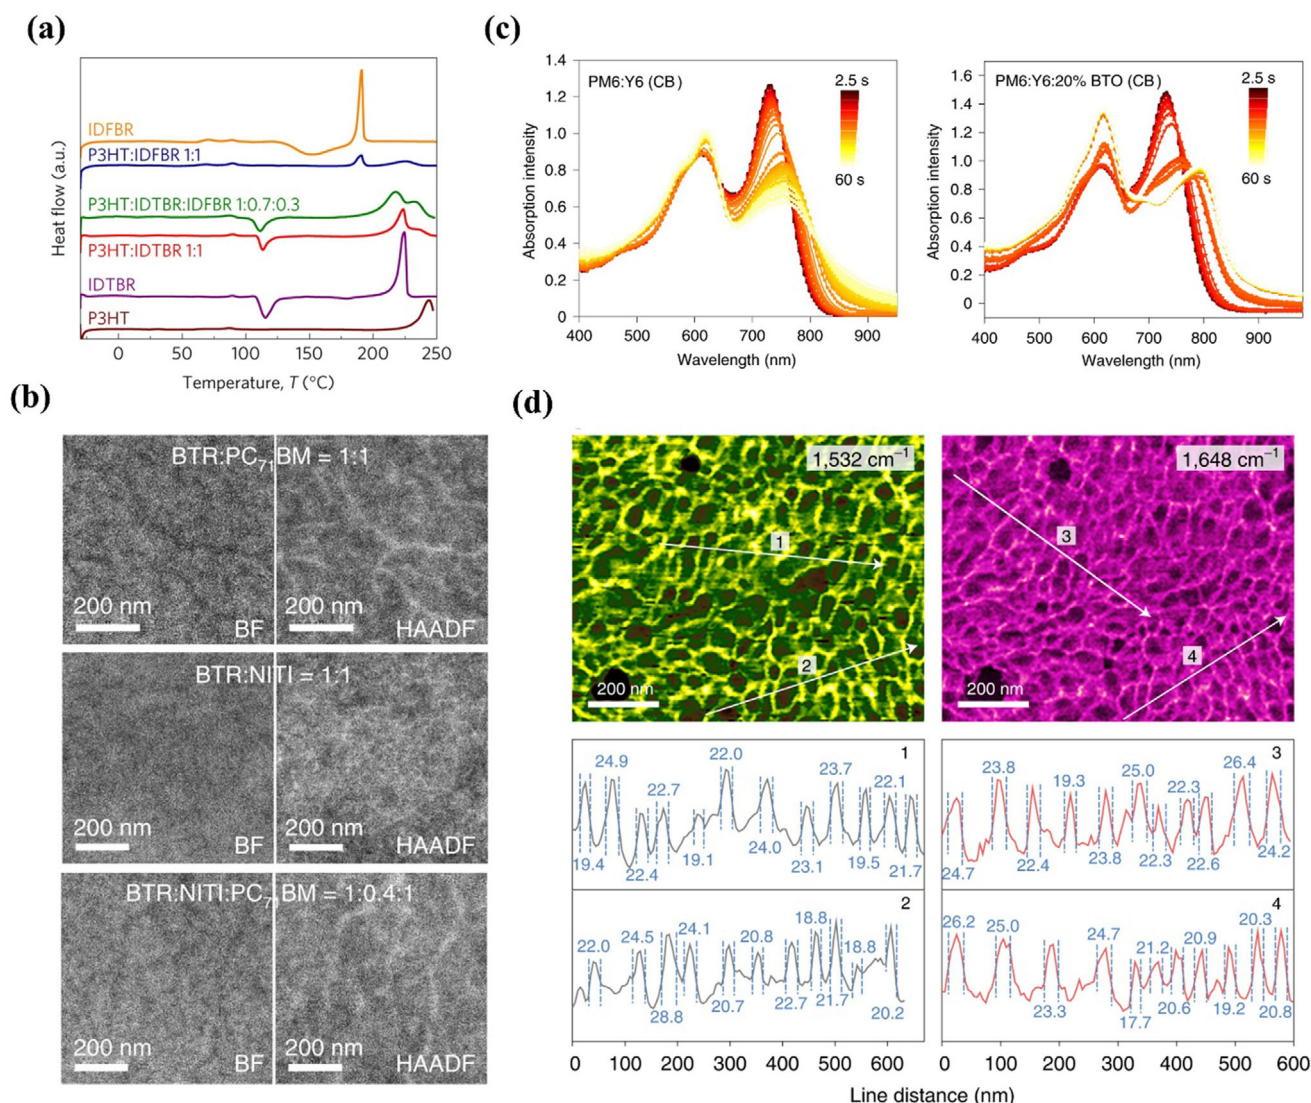 (a)
IDFBR
P3HT:IDFBR 1:1
P3HT:IDTBR:IDFBR 1:0.7:0.3
P3HT:IDTBR 1:1
IDTBR
P3HT
Heat flow (a.u.)
0 50 100 150 200 250
Temperature, T (°C)
(c)
PM6:Y6 (CB)
2.5 s
60 s
Absorption intensity
1.4
1.2
1.0
0.8
0.6
0.4
0.2
0
400 500 600 700 800 900
Wavelength (nm)
PM6:Y6:20% BTO (CB)
2.5 s
60 s
Absorption intensity
1.6
1.4
1.2
1.0
0.8
0.6
0.4
0.2
0
400 500 600 700 800 900
Wavelength (nm)
(b)
BTR:PC71BM = 1:1
200 nm BF
200 nm HAADF
BTR:NITI = 1:1
200 nm BF
200 nm HAADF
BTR:NITI:PC71BM = 1:0.4:1
200 nm BF
200 nm HAADF
(d)
1,532 cm−1
1
2
200 nm
1,648 cm−1
3
4
200 nm
1
24.9 22.7 22.0 23.7 22.1
19.4 22.4 19.1 24.0 23.1 19.5 21.7
2
22.0 24.5 24.1 20.8 18.8 18.8
28.8 20.7 22.7 21.7 20.2
0 100 200 300 400 500 600
3
23.8 19.3 25.0 22.3 26.4
24.7 22.4 23.8 22.3 22.6 24.2
4
26.2 25.0 24.7 21.2 20.9 20.3
23.3 17.7 20.6 19.2 20.8
0 100 200 300 400 500 600
Line distance (nm)